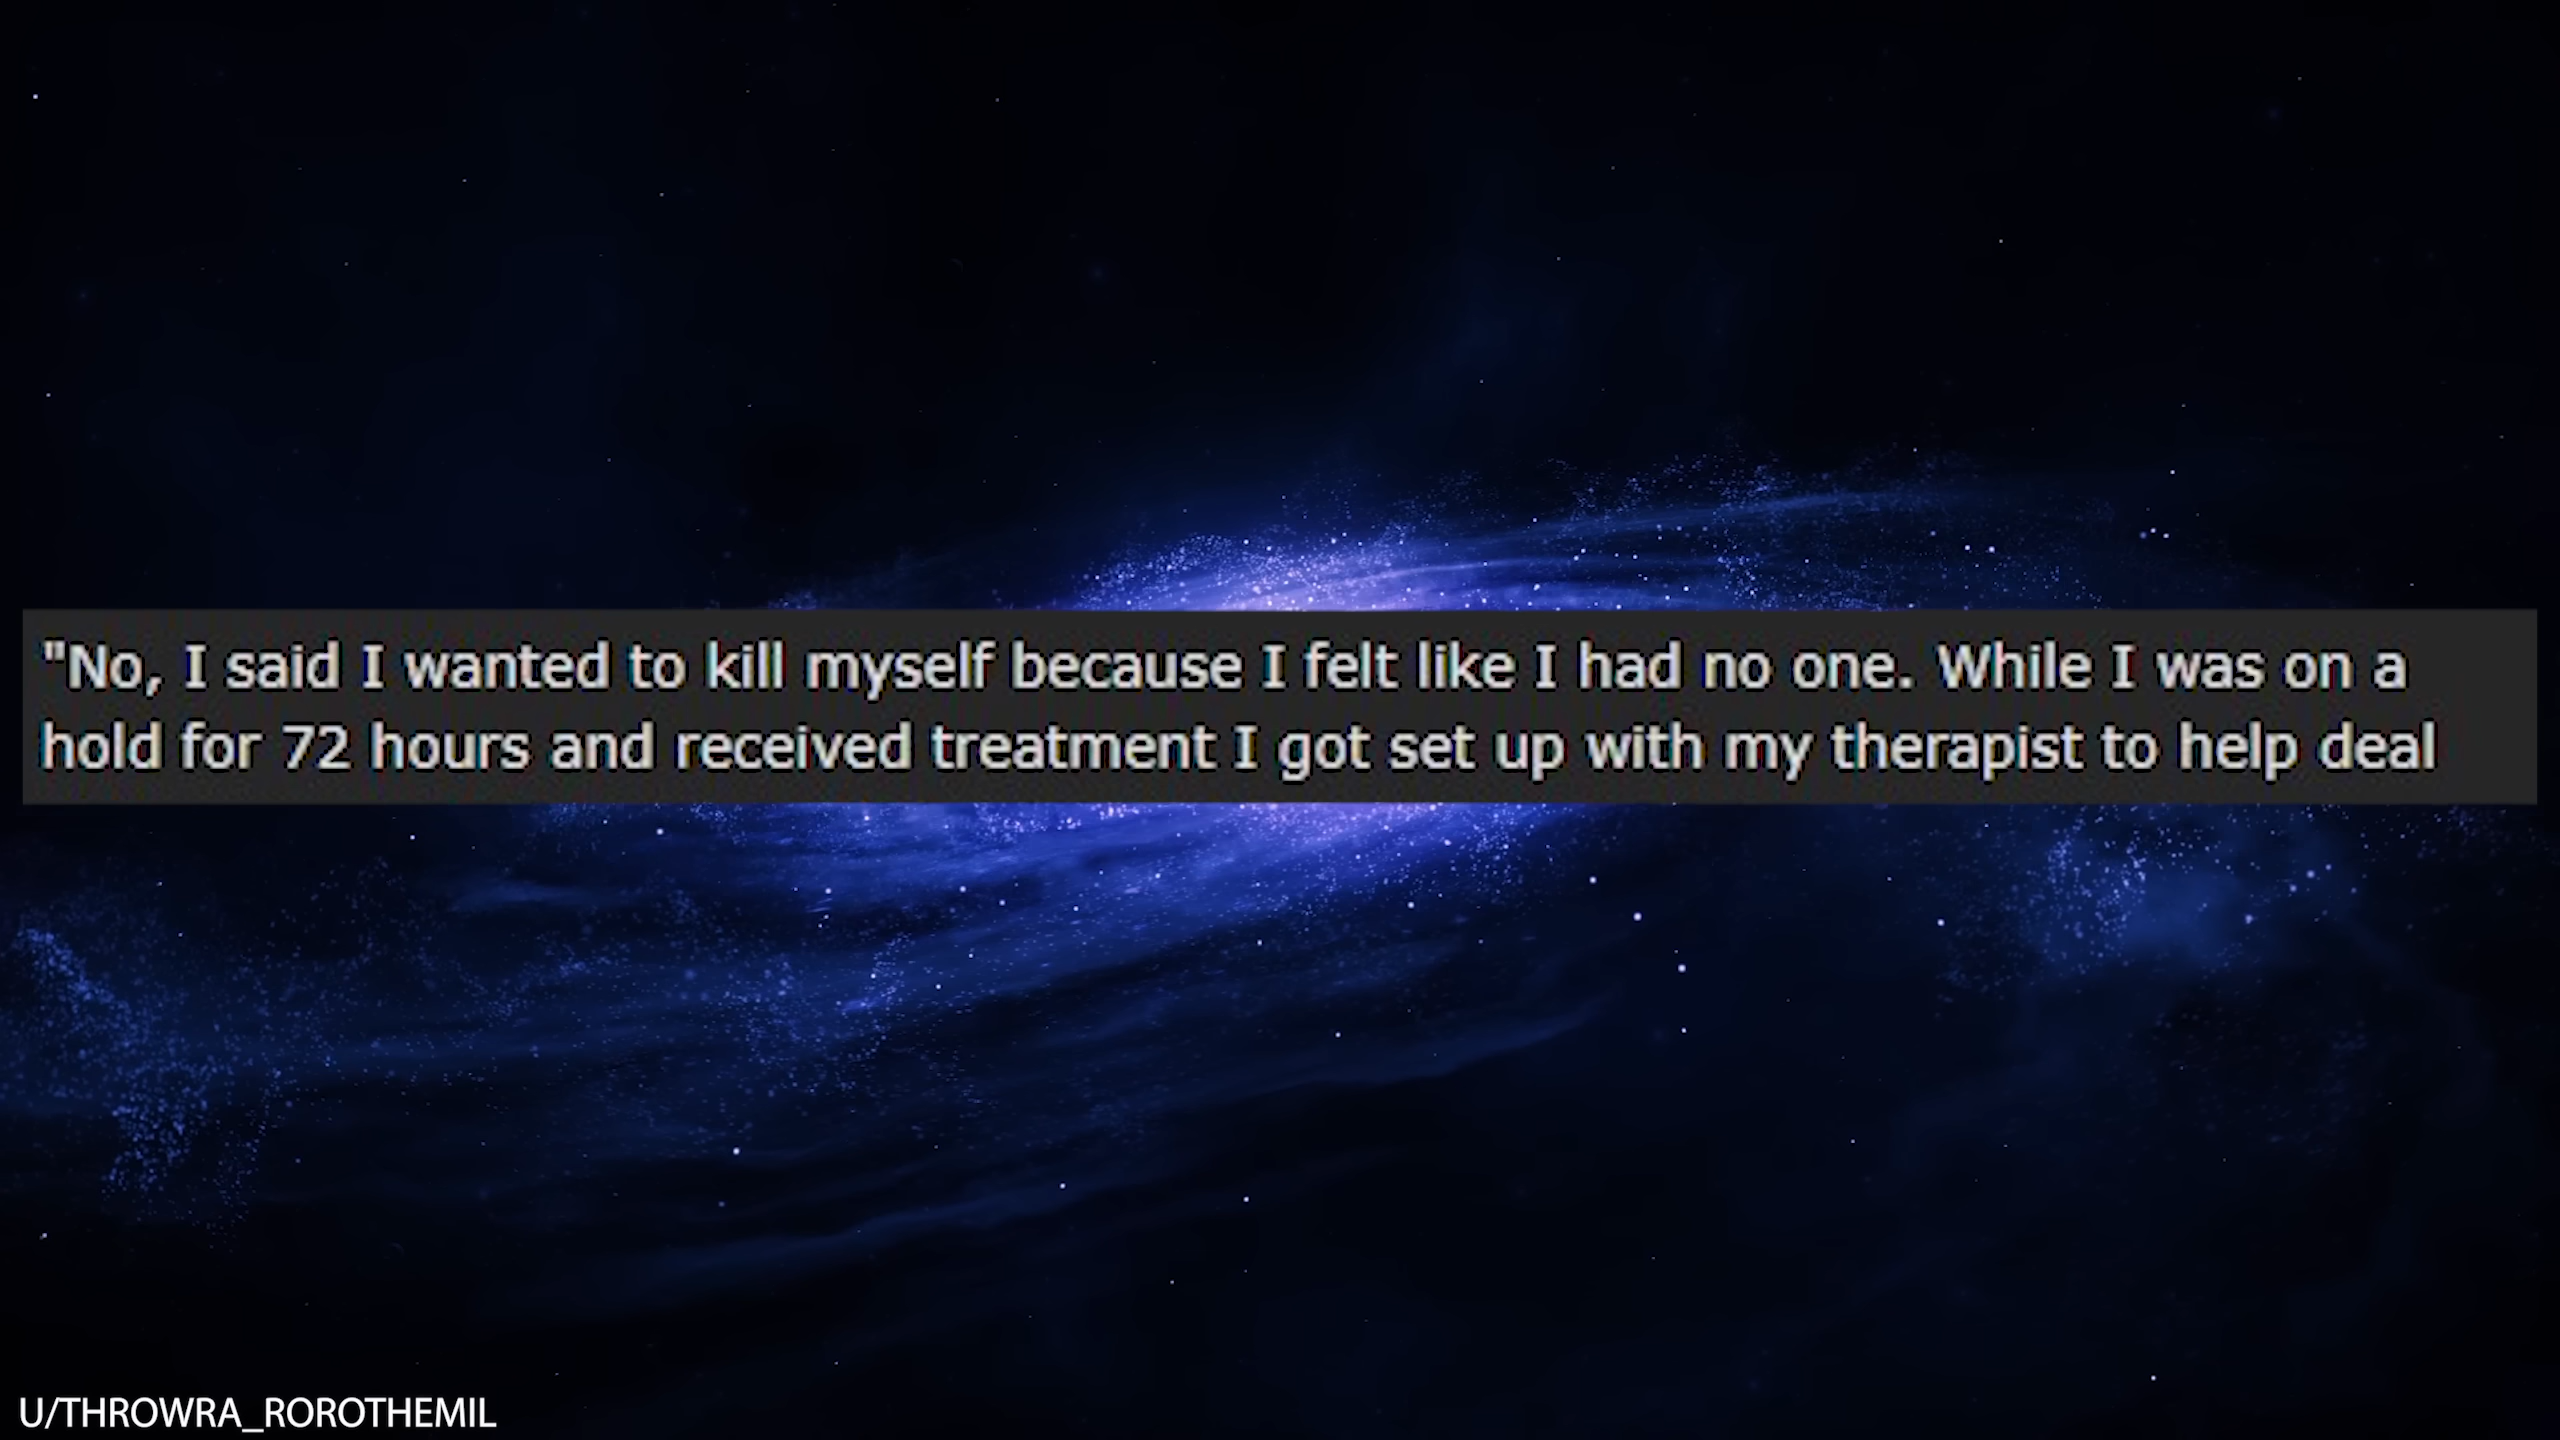 "No, I said I wanted to kill myself because I felt like I had no one. While I was on a
hold for 72 hours and received treatment I got set up with my therapist to help deal
U/THROWRA_ROROTHEMIL